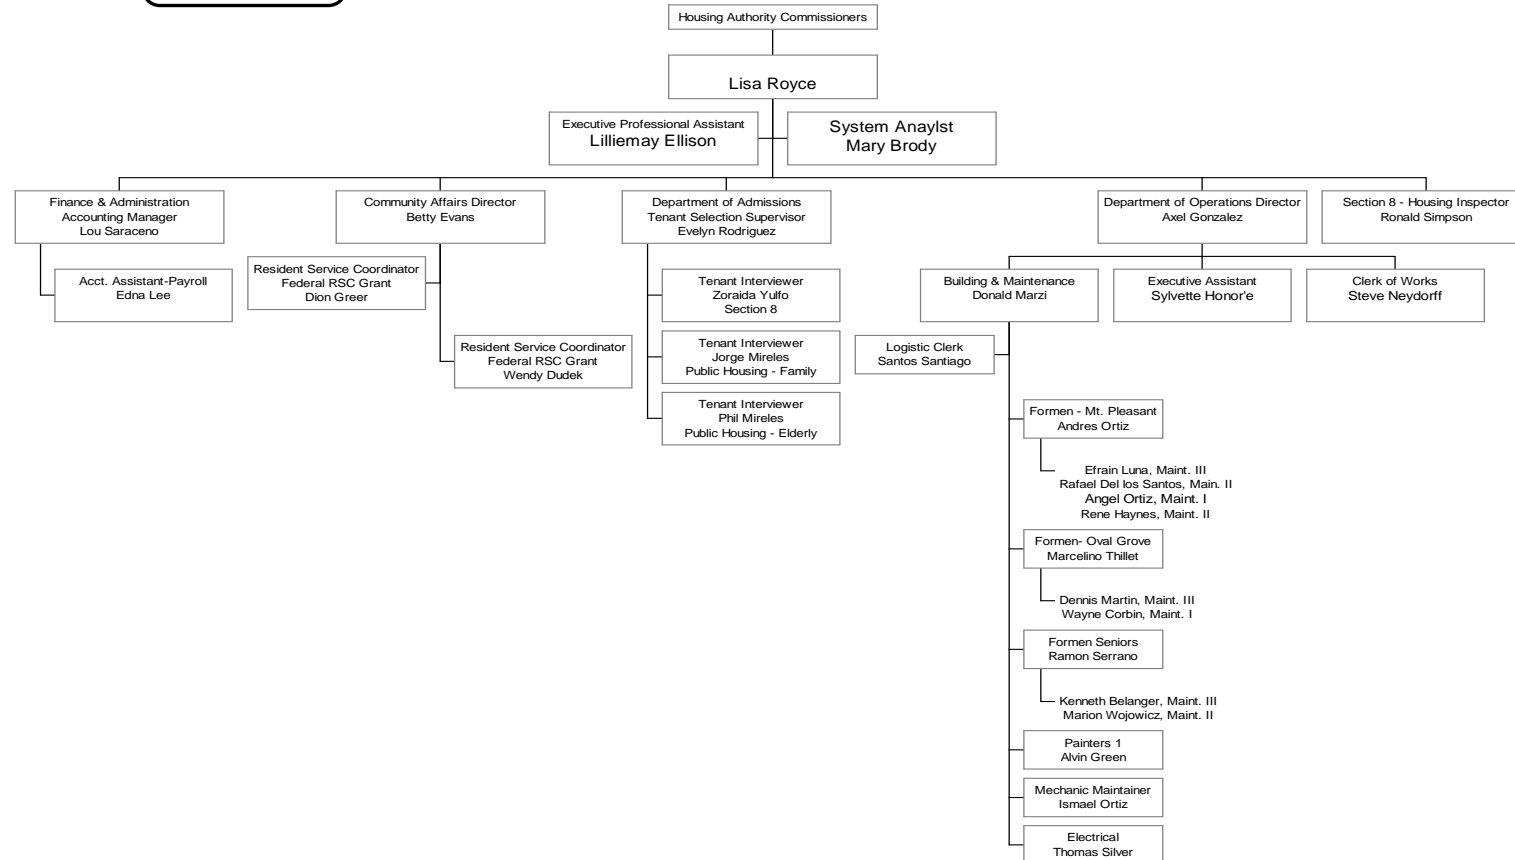 Housing Authority Commissioners
Lisa Royce
Executive Professional Assistant
Lilliemay Ellison
System Anaylst
Mary Brody
Finance & Administration
Accounting Manager
Lou Saraceno
Community Affairs Director
Betty Evans
Department of Admissions
Tenant Selection Supervisor
Evelyn Rodriguez
Department of Operations Director
Axel Gonzalez
Section 8 - Housing Inspector
Ronald Simpson
Acct. Assistant-Payroll
Edna Lee
Resident Service Coordinator
Federal RSC Grant
Dion Greer
Resident Service Coordinator
Federal RSC Grant
Wendy Dudek
Tenant Interviewer
Zoraida Yulfo
Section 8
Tenant Interviewer
Jorge Mireles
Public Housing - Family
Tenant Interviewer
Phil Mireles
Public Housing - Elderly
Building & Maintenance
Donald Marzi
Executive Assistant
Sylvette Honor'e
Clerk of Works
Steve Neydorff
Logistic Clerk
Santos Santiago
Formen - Mt. Pleasant
Andres Ortiz
Efrain Luna, Maint. III
Rafael Del los Santos, Main. II
Angel Ortiz, Maint. I
Rene Haynes, Maint. II
Formen- Oval Grove
Marcelino Thillet
Dennis Martin, Maint. III
Wayne Corbin, Maint. I
Formen Seniors
Ramon Serrano
Kenneth Belanger, Maint. III
Marion Wojowicz, Maint. II
Painters 1
Alvin Green
Mechanic Maintainer
Ismael Ortiz
Electrical
Thomas Silver